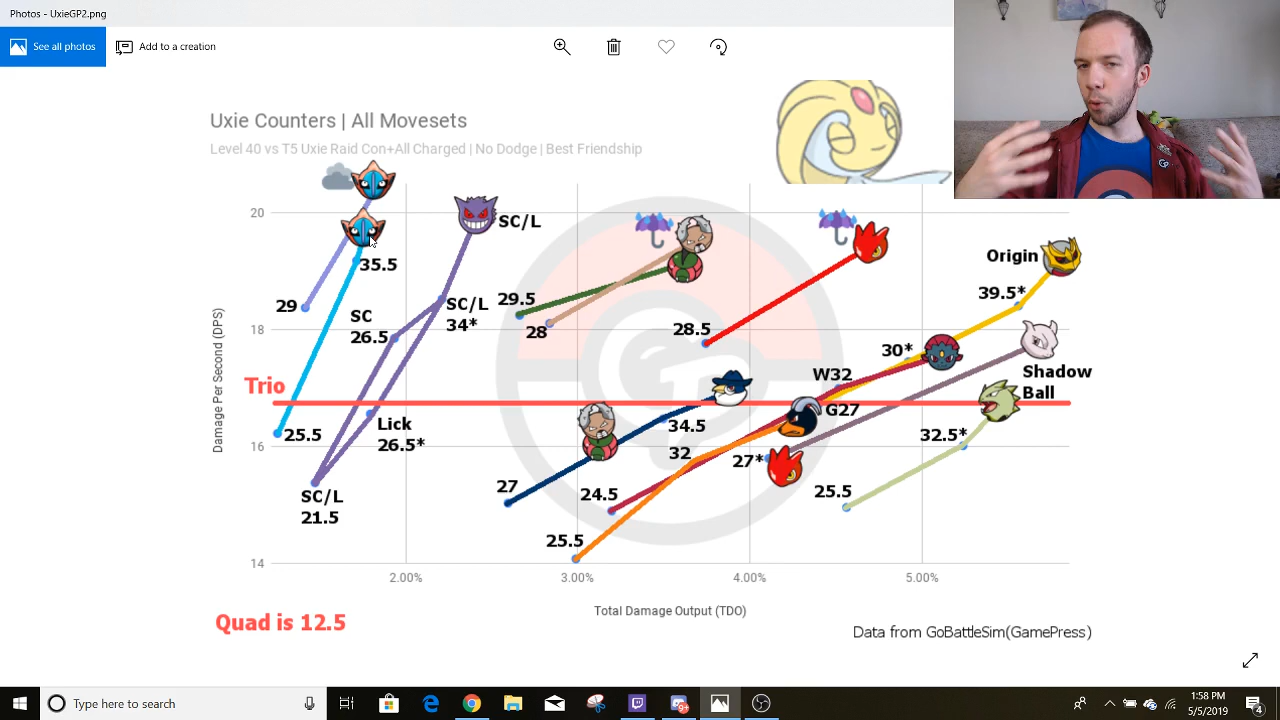 Photos - UxieGP2.png
See all photos
Add to a creation
Uxie Counters | All Movesets
Level 40 vs T5 Uxie Raid Con+All Charged | No Dodge | Best Friendship
Damage Per Second (DPS)
20
18
16
14
35.5
29
SC
26.5
SC/L
SC/L
34*
29.5
28
28.5
Origin
39.5*
30*
W32
Shadow
Ball
Trio
25.5
Lick
26.5*
34.5
G27
32
27*
32.5*
SC/L
21.5
27
24.5
25.5
25.5
2.00%
3.00%
4.00%
5.00%
Total Damage Output (TDO)
Quad is 12.5
Data from GoBattleSim(GamePress)
Type here to search
1:58 PM
5/5/2019
4